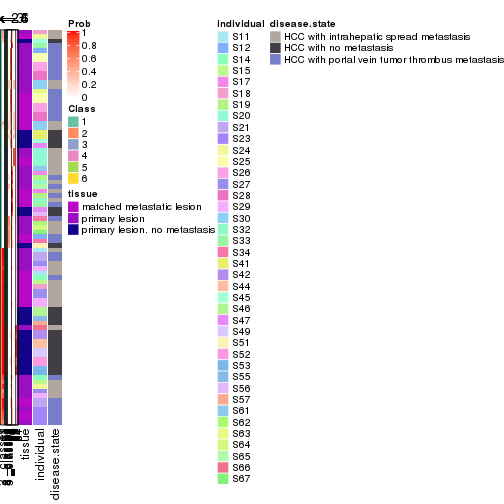 Prob
1
0.8
0.6
0.4
0.2
0
Class
1
2
3
4
5
6
tissue
matched metastatic lesion
primary lesion
primary lesion. no metastasis
individual
S11
S12
S14
S15
S17
S18
S19
S20
S21
S23
S24
S25
S26
S27
S28
S29
S30
S32
S33
S34
S41
S42
S44
S45
S46
S47
S49
S51
S52
S53
S55
S56
S57
S61
S62
S63
S64
S65
S66
S67
disease.state
HCC with intrahepatic spread metastasis
HCC with no metastasis
HCC with portal vein tumor thrombus metastasis
tissue
individual
disease.state